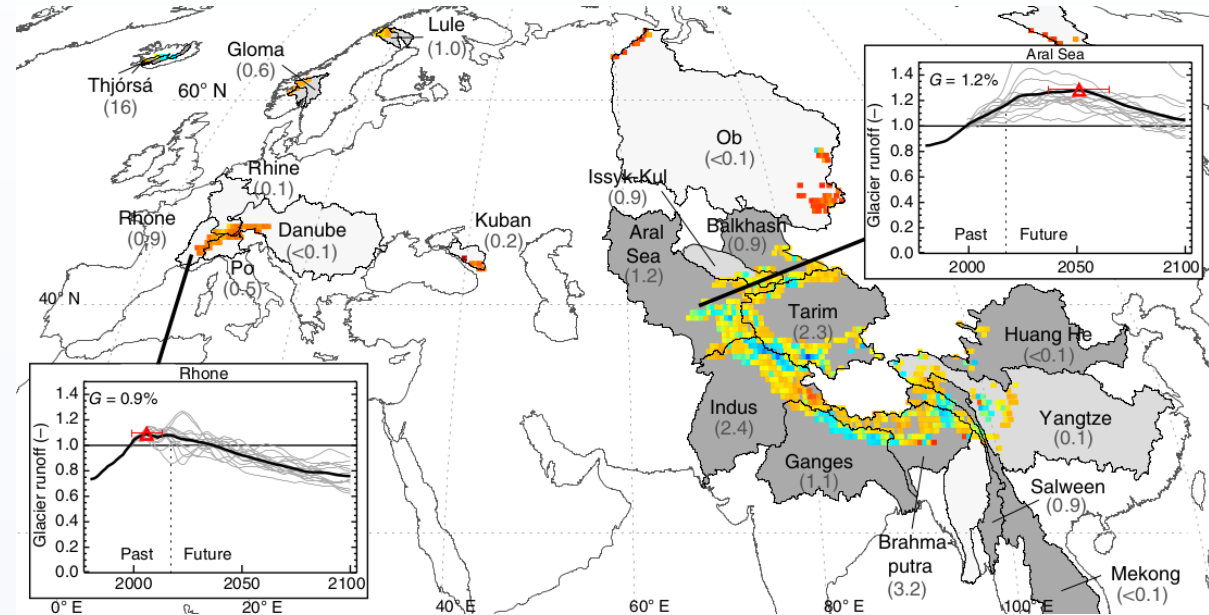 Lule
(1.0)
Gloma
(0.6)
Thjórsá
(16)
60° N
Rhine
(0.1)
Rhone
(0.9)
Danube
(<0.1)
Po
(0.5)
Kuban
(0.2)
40° N
Ob
(<0.1)
Issyk-Kul
(0.9)
Balkhash
(0.9)
Aral
Sea
(1.2)
Tarim
(2.3)
Huang He
(<0.1)
Indus
(2.4)
Yangtze
(0.1)
Ganges
(1.1)
Salween
(0.9)
Brahma-
putra
(3.2)
Mekong
(<0.1)
Aral Sea
G = 1.2%
Glacier runoff (–)
1.4
1.2
1.0
0.8
0.6
0.4
0.2
0.0
Past
Future
2000
2050
2100
Rhone
G = 0.9%
Glacier runoff (–)
1.4
1.2
1.0
0.8
0.6
0.4
0.2
0.0
Past
Future
2000
2050
2100
0° E
20° E
40° E
60° E
80° E
100° E